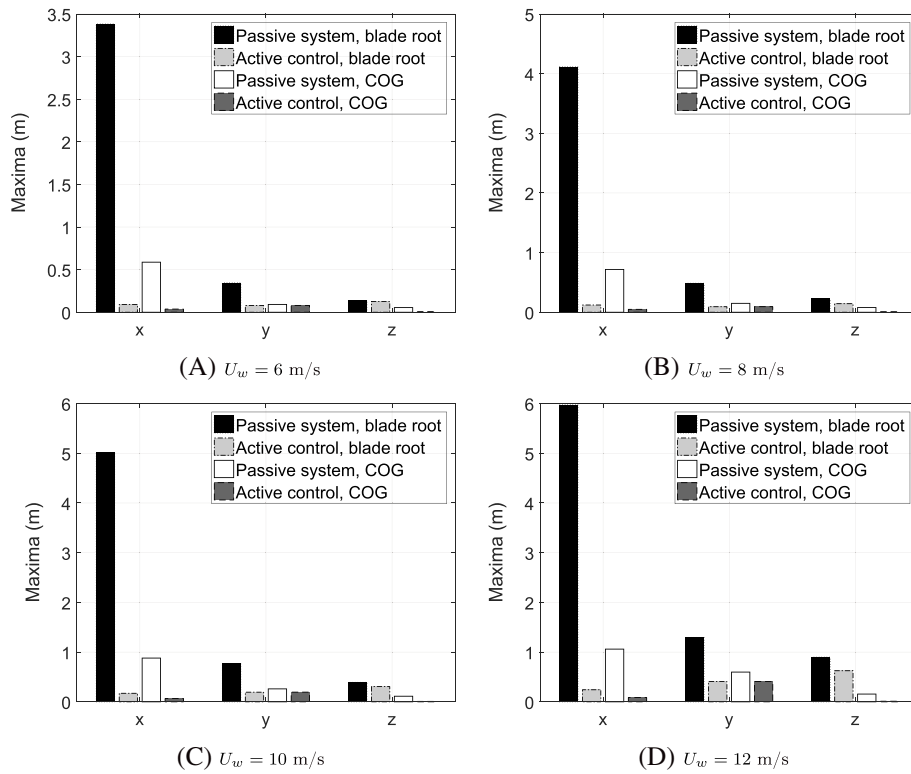 3.5
3
2.5
2
1.5
1
0.5
0
Maxima (m)
Passive system, blade root
Active control, blade root
Passive system, COG
Active control, COG
x
y
z
(A) U_w = 6 m/s
5
4
3
2
1
0
Maxima (m)
Passive system, blade root
Active control, blade root
Passive system, COG
Active control, COG
x
y
z
(B) U_w = 8 m/s
6
5
4
3
2
1
0
Maxima (m)
Passive system, blade root
Active control, blade root
Passive system, COG
Active control, COG
x
y
z
(C) U_w = 10 m/s
6
5
4
3
2
1
0
Maxima (m)
Passive system, blade root
Active control, blade root
Passive system, COG
Active control, COG
x
y
z
(D) U_w = 12 m/s